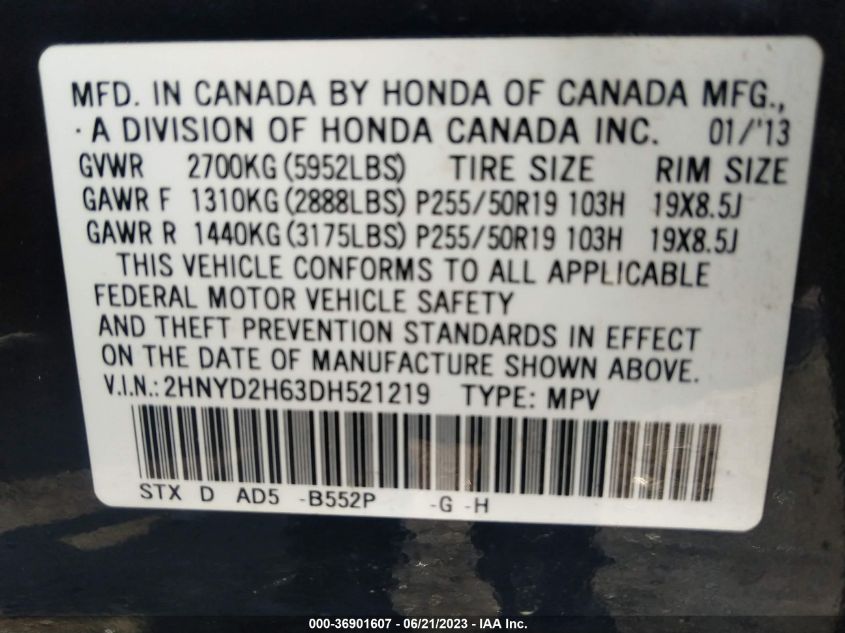 MFD. IN CANADA BY HONDA OF CANADA MFG.,
· A DIVISION OF HONDA CANADA INC. 01/'13
GVWR 2700KG (5952LBS) TIRE SIZE RIM SIZE
GAWR F 1310KG (2888LBS) P255/50R19 103H 19X8.5J
GAWR R 1440KG (3175LBS) P255/50R19 103H 19X8.5J
THIS VEHICLE CONFORMS TO ALL APPLICABLE
FEDERAL MOTOR VEHICLE SAFETY
AND THEFT PREVENTION STANDARDS IN EFFECT
ON THE DATE OF MANUFACTURE SHOWN ABOVE.
V.I.N.: 2HNYD2H63DH521219 TYPE: MPV
STX D AD5 -B552P -G -H
000-36901607 - 06/21/2023 - IAA Inc.